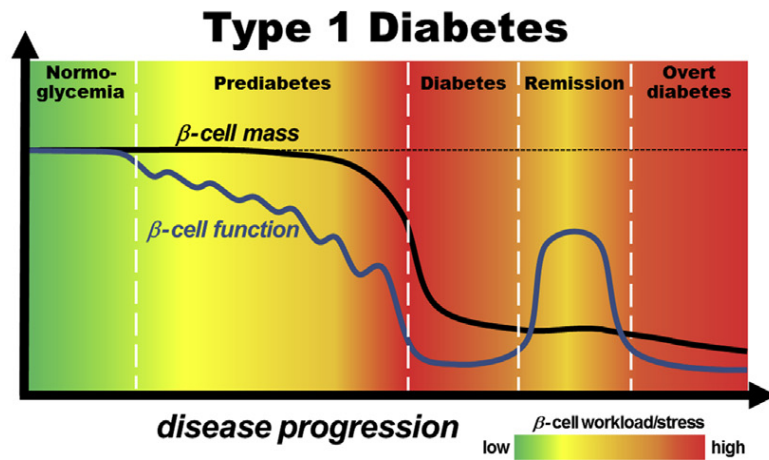 Type 1 Diabetes
Normo-
glycemia
Prediabetes
Diabetes
Remission
Overt
diabetes
β-cell mass
β-cell function
disease progression
β-cell workload/stress
low
high